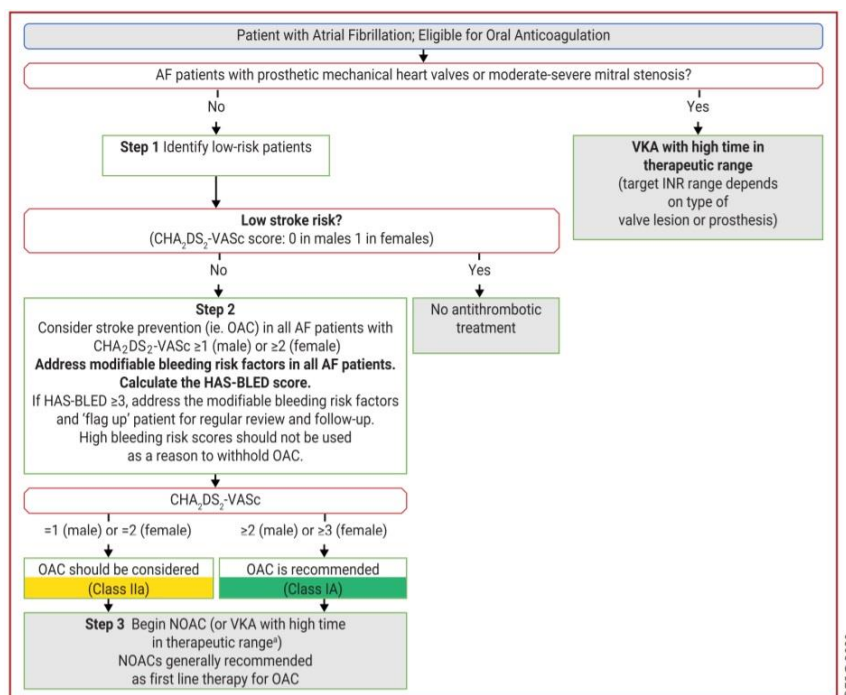 Patient with Atrial Fibrillation; Eligible for Oral Anticoagulation
AF patients with prosthetic mechanical heart valves or moderate-severe mitral stenosis?
No
Yes
Step 1 Identify low-risk patients
VKA with high time in
therapeutic range
(target INR range depends
on type of
valve lesion or prosthesis)
Low stroke risk?
(CHA₂DS₂-VASc score: 0 in males 1 in females)
No
Yes
Step 2
Consider stroke prevention (ie. OAC) in all AF patients with
CHA₂DS₂-VASc ≥1 (male) or ≥2 (female)
Address modifiable bleeding risk factors in all AF patients.
Calculate the HAS-BLED score.
If HAS-BLED ≥3, address the modifiable bleeding risk factors
and ‘flag up’ patient for regular review and follow-up.
High bleeding risk scores should not be used
as a reason to withhold OAC.
No antithrombotic
treatment
CHA₂DS₂-VASc
=1 (male) or =2 (female)
≥2 (male) or ≥3 (female)
OAC should be considered
(Class IIa)
OAC is recommended
(Class IA)
Step 3 Begin NOAC (or VKA with high time
in therapeutic rangeᵃ)
NOACs generally recommended
as first line therapy for OAC